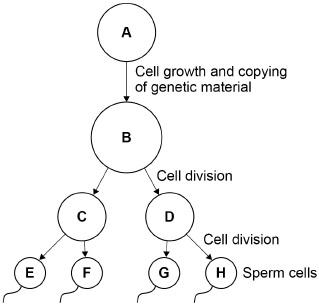 A
Cell growth and copying
of genetic material
B
Cell division
C
D
Cell division
E
F
G
H
Sperm cells